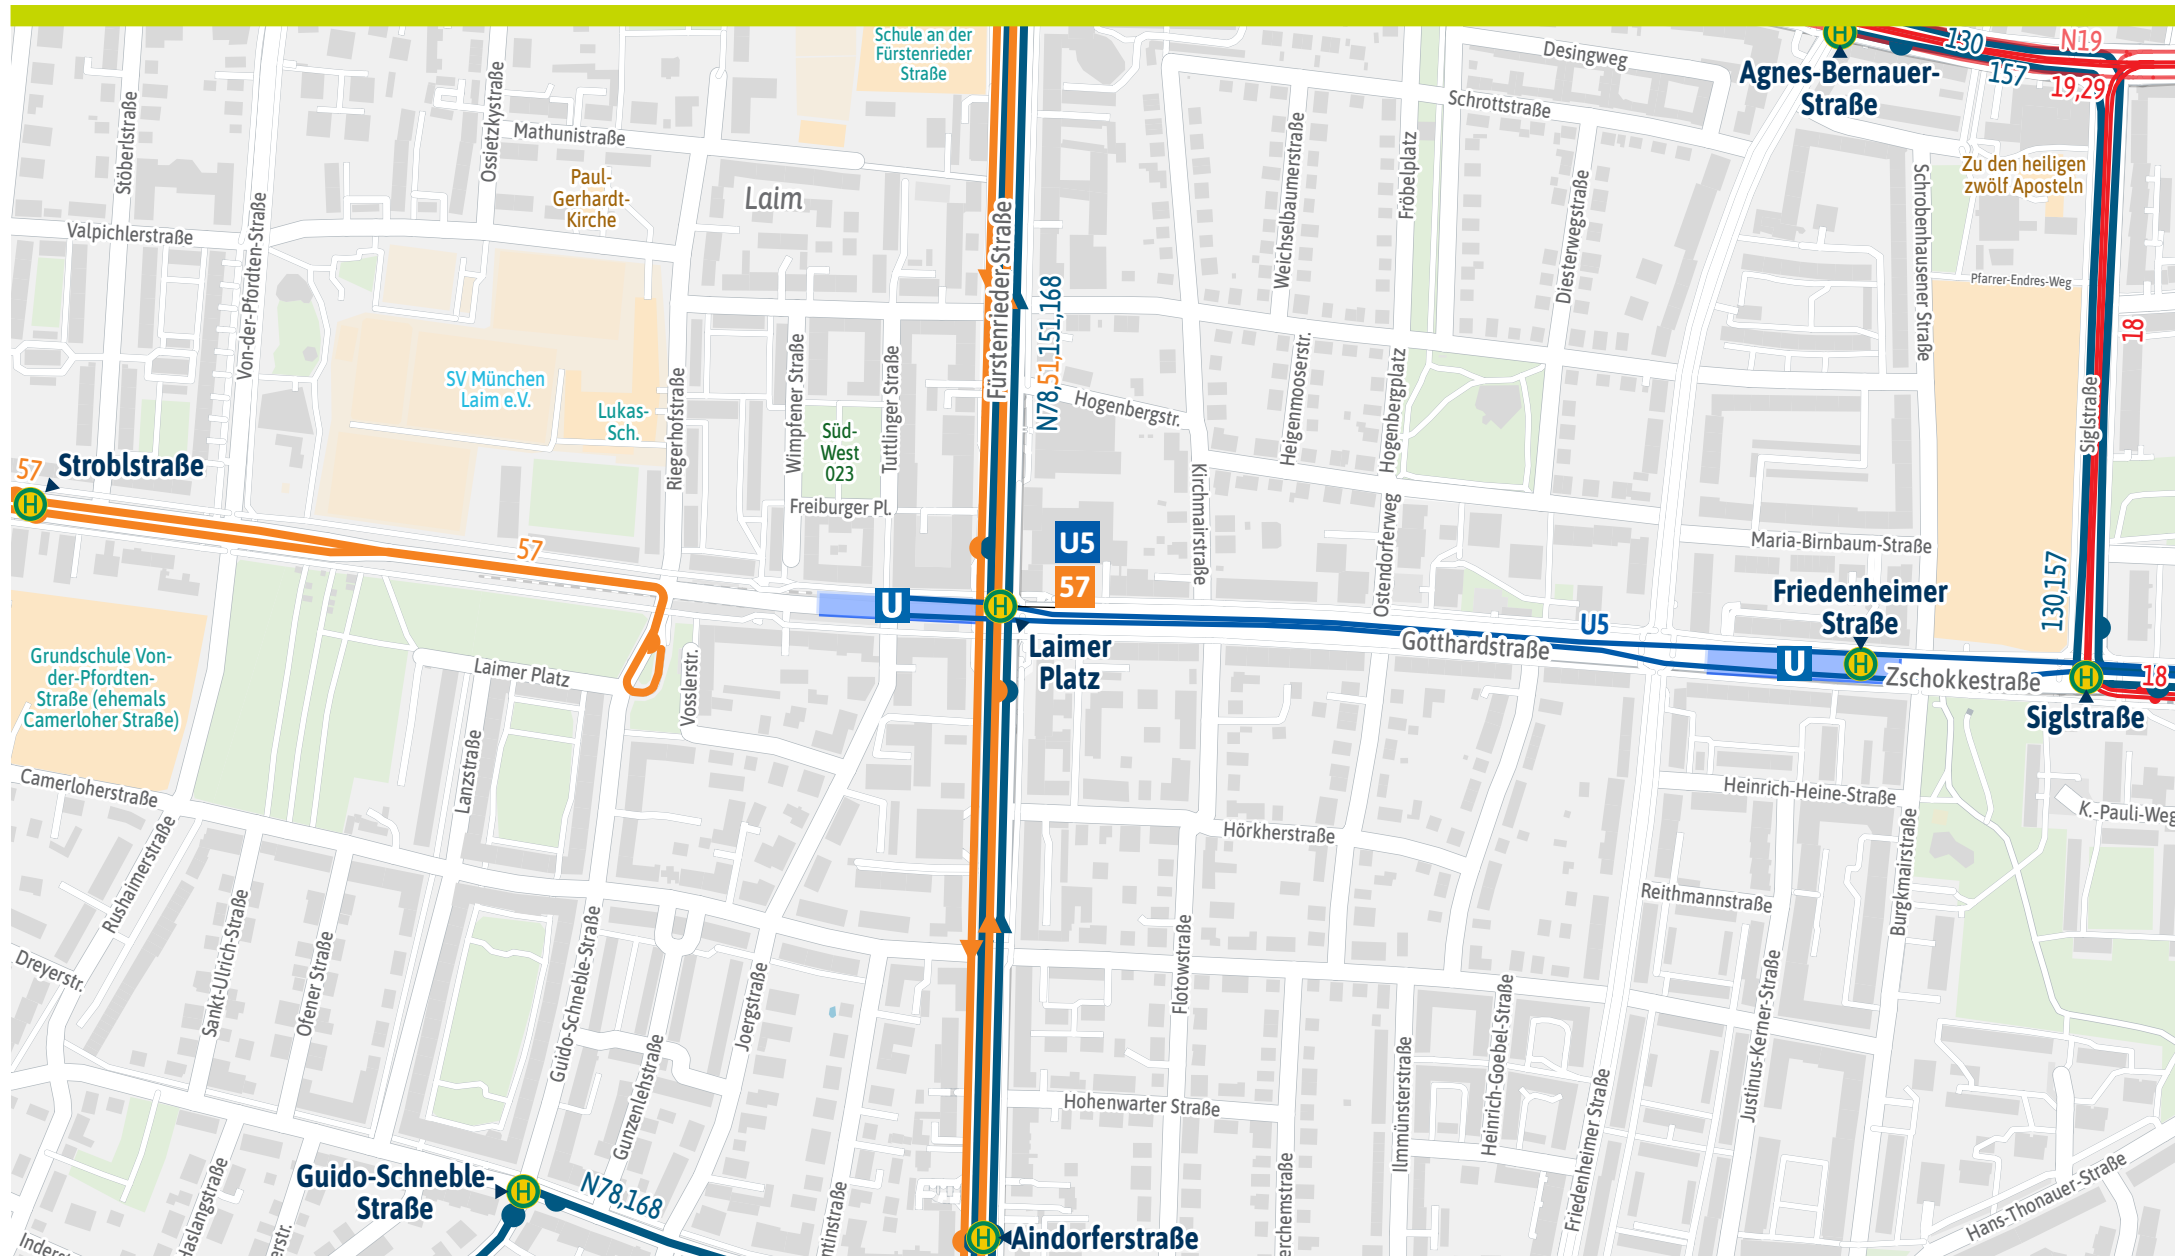 Schule an der
Fürstenrieder
Straße
Desingweg
Agnes-Bernauer-
Straße
130
157
N19
19,29
H
Stöberlstraße
Ossietzkystraße
Mathunistraße
Schrottstraße
Paul-
Gerhardt-
Kirche
Laim
Weichselbaumerstraße
Fröbelplatz
Diesterwegstraße
Schrobenhausener Straße
Zu den heiligen
zwölf Aposteln
Valpichlerstraße
Von-der-Pfordten-Straße
Fürstenrieder Straße
N78,51,151,168
Pfarrer-Endres-Weg
18
SV München
Laim e.V.
Lukas-
Sch.
Riegerhofstraße
Wimpfener Straße
Tuttlinger Straße
Süd-
West
023
Freiburger Pl.
Hogenbergstr.
Heigenmooserstr.
Hogenbergplatz
Siglstraße
57
Stroblstraße
H
57
Kirchmairstraße
Ostendorferweg
Maria-Birnbaum-Straße
U5
57
U
H
Laimer
Platz
U5
Gotthardstraße
Friedenheimer
Straße
U
H
Zschokkestraße
130,157
H
18
Siglstraße
Grundschule Von-
der-Pfordten-
Straße (ehemals
Camerloher Straße)
Laimer Platz
Vosslerstr.
Camerloherstraße
Lanzstraße
Heinrich-Heine-Straße
K.-Pauli-Weg
Hörkherstraße
Rushaimerstraße
Reithmannstraße
Burgkmairstraße
Dreyerstr.
Sankt-Ulrich-Straße
Ofener Straße
Guido-Schneble-Straße
Joergstraße
Flotowstraße
Gunzenlehstraße
Ilmmünsterstraße
Heinrich-Goebel-Straße
Justinus-Kerner-Straße
Hohenwarter Straße
Friedenheimer Straße
Guido-Schneble-
Straße
H
N78,168
Haslangstraße
erstr.
tinstraße
H
Aindorferstraße
erchemstraße
Hans-Thonauer-Straße